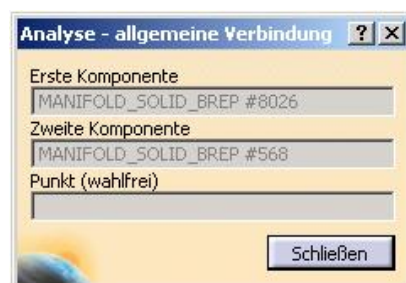 Analyse - allgemeine Verbindung ? X
Erste Komponente
MANIFOLD_SOLID_BREP #8026
Zweite Komponente
MANIFOLD_SOLID_BREP #568
Punkt (wahlfrei)
Schließen